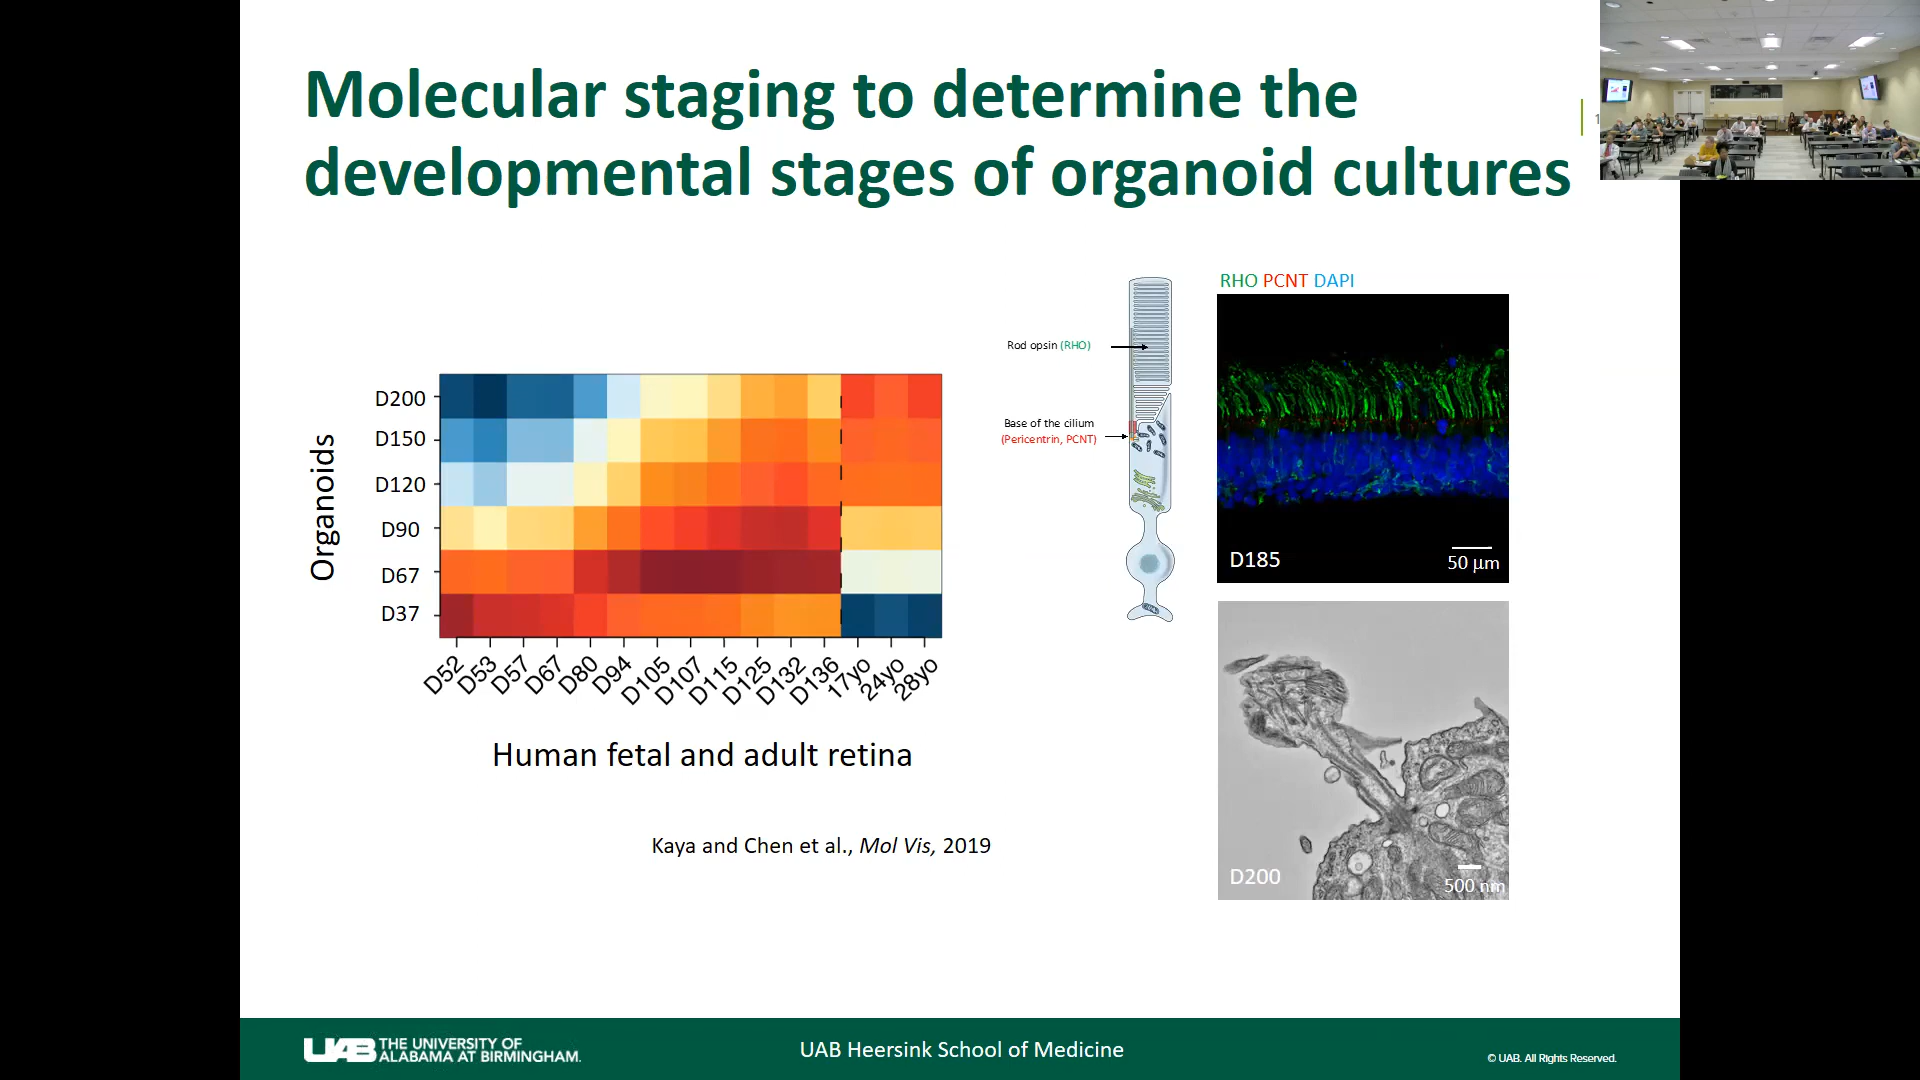 Molecular staging to determine the
developmental stages of organoid cultures
RHO PCNT DAPI
Rod opsin (RHO)
Base of the cilium
(Pericentrin, PCNT)
D185
50 µm
D200
500 nm
Organoids
D200
D150
D120
D90
D67
D37
D52
D53
D57
D67
D80
D94
D105
D107
D115
D125
D132
D136
17yo
24yo
28yo
Human fetal and adult retina
Kaya and Chen et al., Mol Vis, 2019
UAB THE UNIVERSITY OF
ALABAMA AT BIRMINGHAM.
UAB Heersink School of Medicine
© UAB. All Rights Reserved.